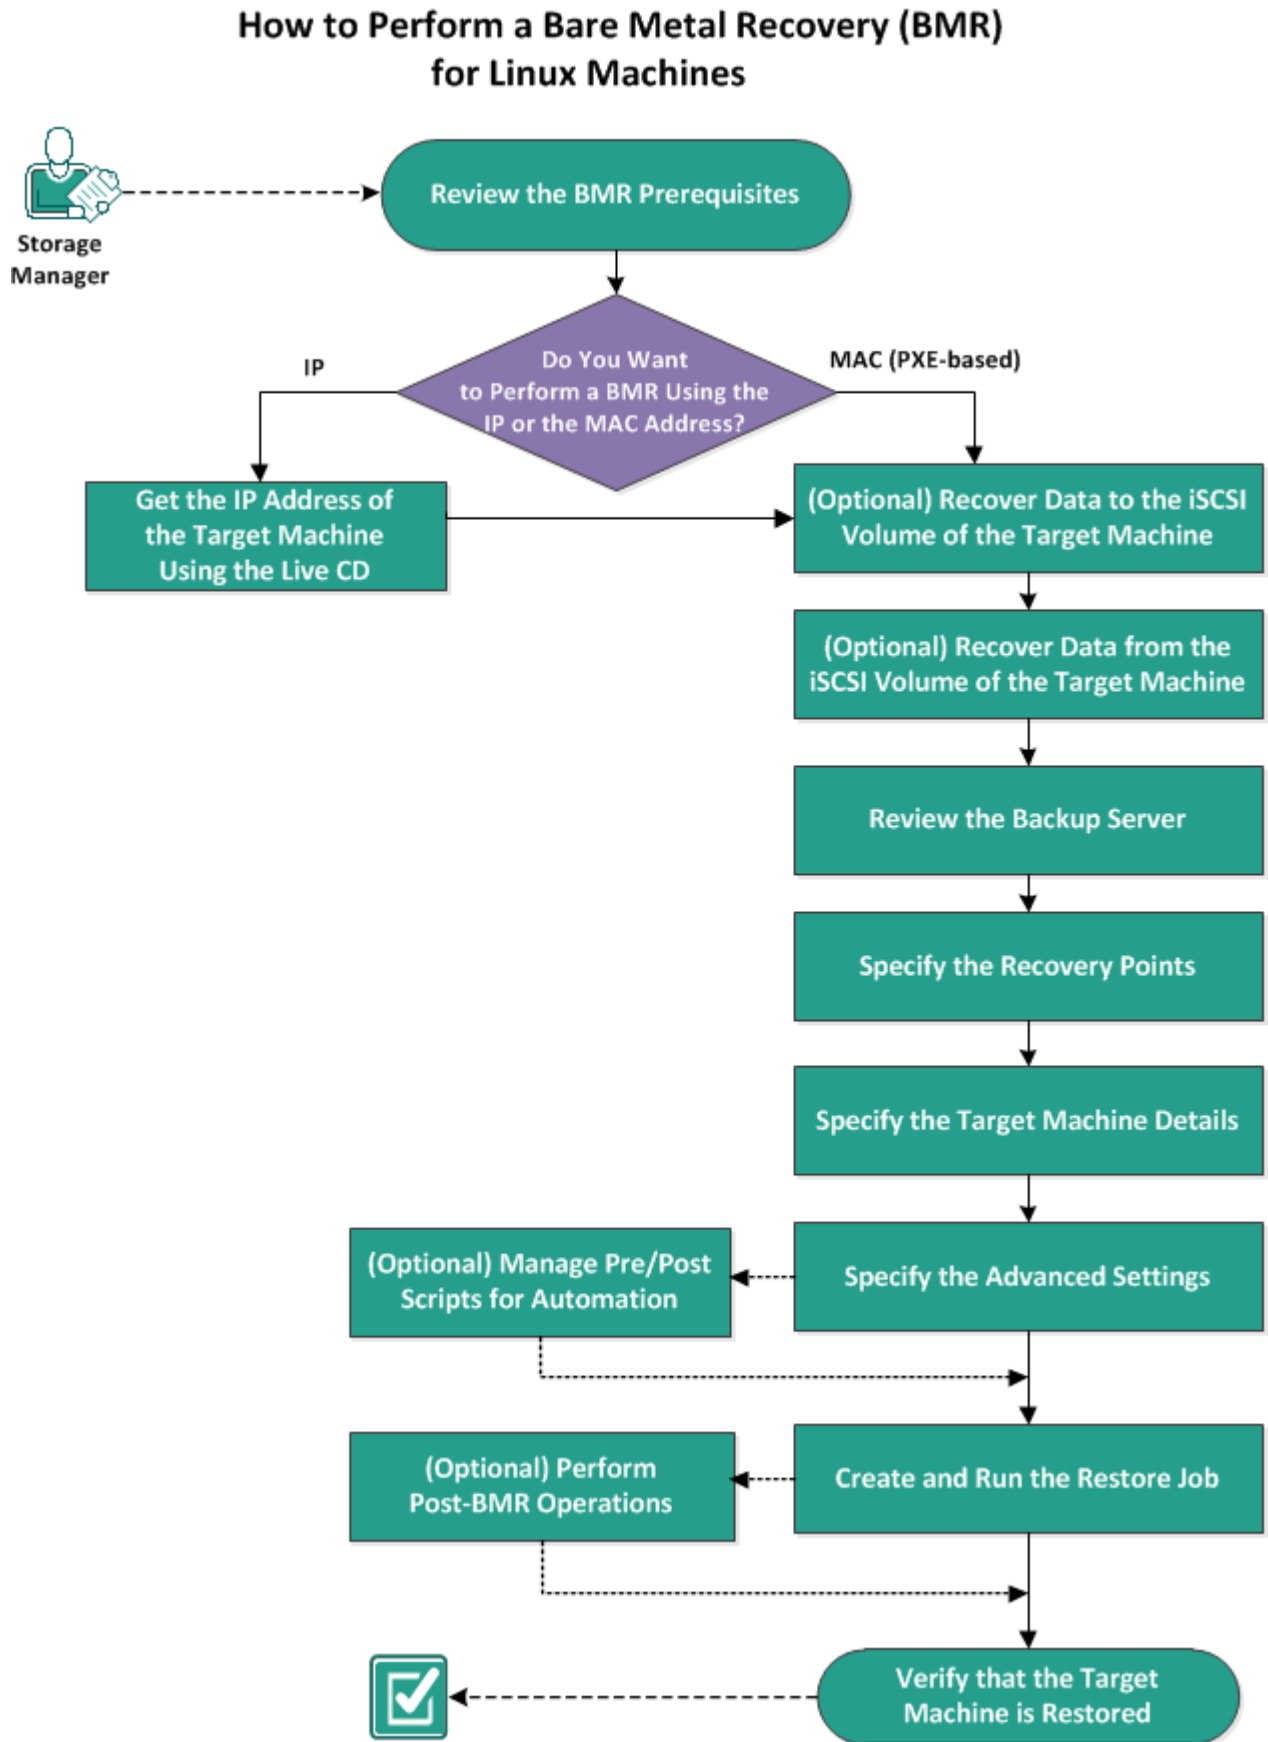 How to Perform a Bare Metal Recovery (BMR)
for Linux Machines
Storage
Manager
Review the BMR Prerequisites
Do You Want
to Perform a BMR Using the
IP or the MAC Address?
IP
MAC (PXE-based)
Get the IP Address of
the Target Machine
Using the Live CD
(Optional) Recover Data to the iSCSI
Volume of the Target Machine
(Optional) Recover Data from the
iSCSI Volume of the Target Machine
Review the Backup Server
Specify the Recovery Points
Specify the Target Machine Details
Specify the Advanced Settings
(Optional) Manage Pre/Post
Scripts for Automation
Create and Run the Restore Job
(Optional) Perform
Post-BMR Operations
Verify that the Target
Machine is Restored